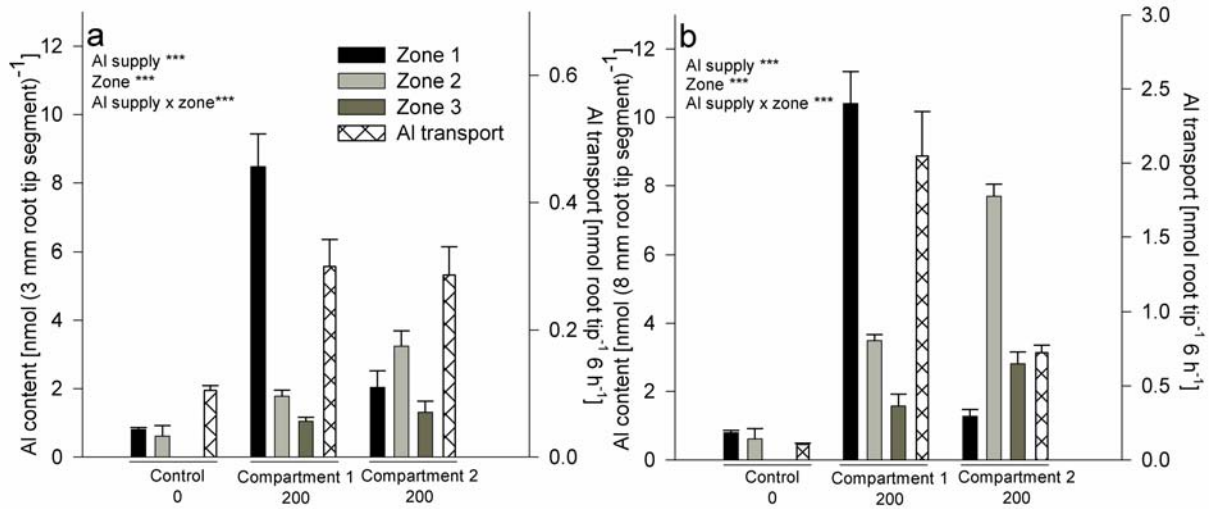 a
Al supply ***
Zone ***
Al supply x zone***
Zone 1
Zone 2
Zone 3
Al transport
Al content [nmol (3 mm root tip segment)⁻¹]
12
10
8
6
4
2
0
Al transport [nmol root tip⁻¹ 6 h⁻¹]
0.6
0.4
0.2
0.0
Control
0
Compartment 1
200
Compartment 2
200
b
Al supply ***
Zone ***
Al supply x zone ***
Al content [nmol (8 mm root tip segment)⁻¹]
12
10
8
6
4
2
0
Al transport [nmol root tip⁻¹ 6 h⁻¹]
3.0
2.5
2.0
1.5
1.0
0.5
0.0
Control
0
Compartment 1
200
Compartment 2
200